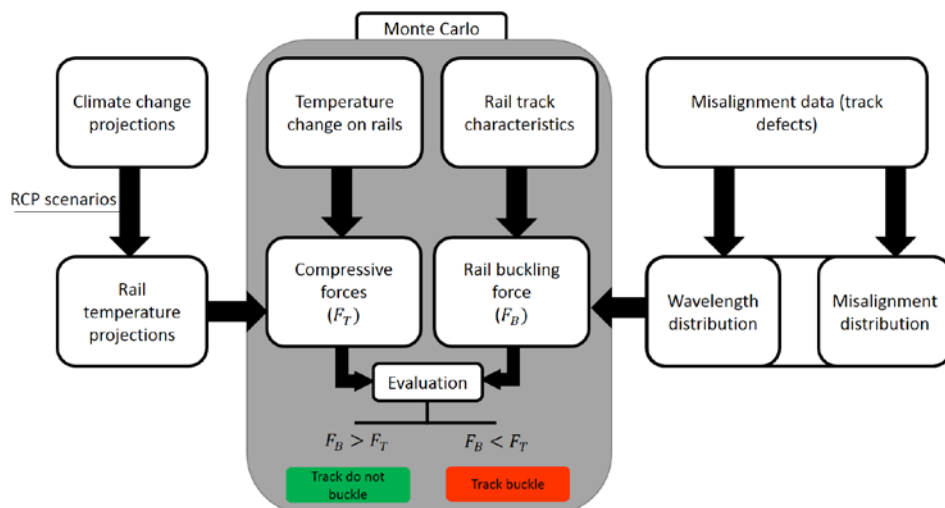 Monte Carlo
Climate change
projections
Temperature
change on rails
Rail track
characteristics
Misalignment data (track
defects)
RCP scenarios
Rail
temperature
projections
Compressive
forces
(F_T)
Rail buckling
force
(F_B)
Wavelength
distribution
Misalignment
distribution
Evaluation
F_B > F_T
F_B < F_T
Track do not
buckle
Track buckle